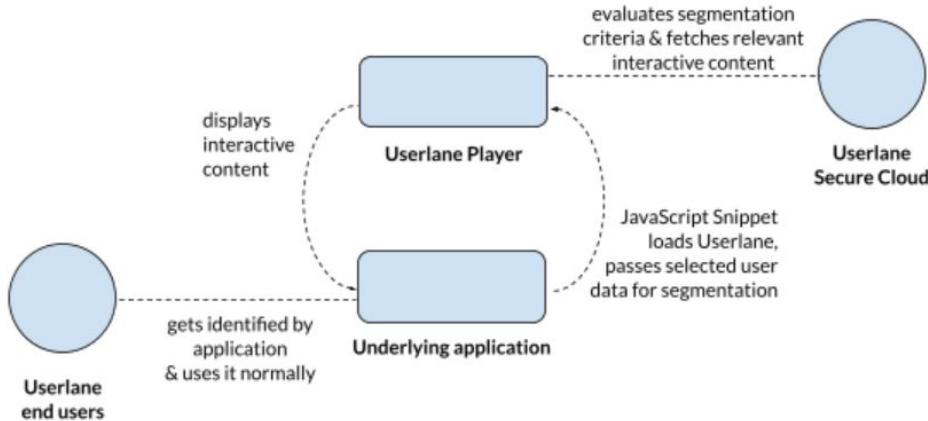 evaluates segmentation
criteria & fetches relevant
interactive content
displays
interactive
content
Userlane Player
Userlane
Secure Cloud
JavaScript Snippet
loads Userlane,
passes selected user
data for segmentation
gets identified by
application
& uses it normally
Underlying application
Userlane
end users